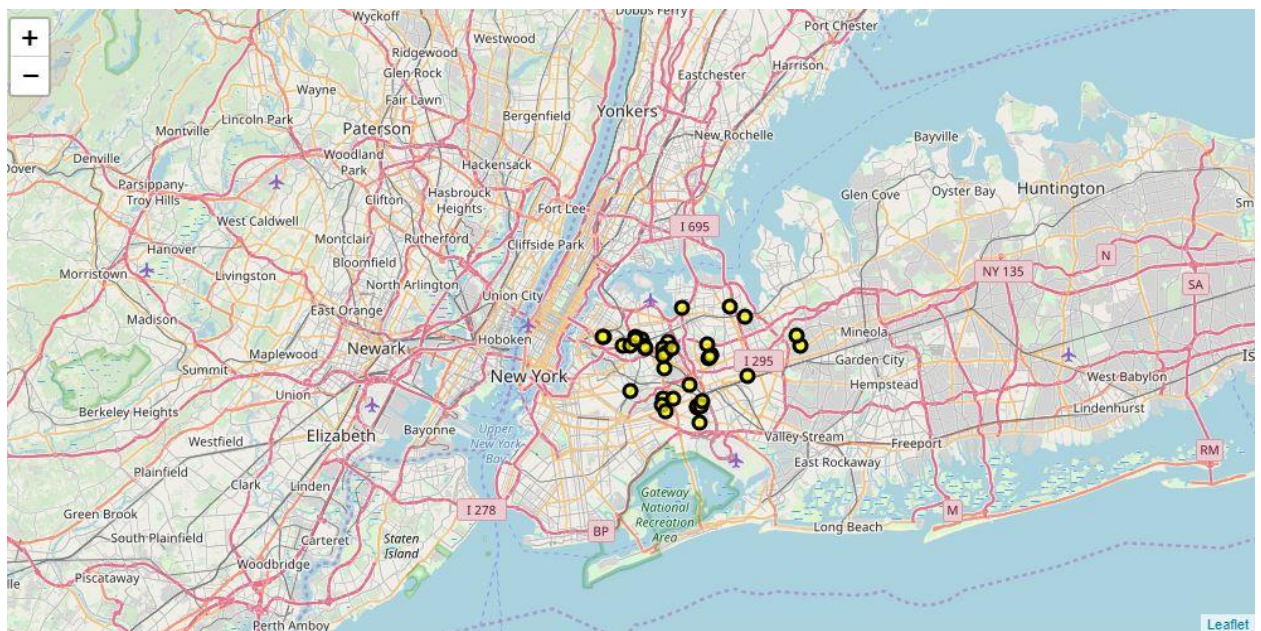 +
−
Dobbs Ferry
Port Chester
Wyckoff
Westwood
Ridgewood
Harrison
Glen Rock
Eastchester
Wayne
Fair Lawn
Yonkers
Bergenfield
Lincoln Park
Paterson
Montville
New Rochelle
Bayville
Denville
Woodland
Park
Hackensack
Dover
Parsippany-
Troy Hills
Clifton
Hasbrouck
Heights
Glen Cove
Oyster Bay
Huntington
Fort Lee
West Caldwell
I 695
Montclair
Rutherford
Cliffside Park
Hanover
Bloomfield
N
Morristown
Livingston
North Arlington
NY 135
SA
Union City
East Orange
Madison
Mineola
Hoboken
Maplewood
Newark
I 295
Garden City
Summit
New York
West Babylon
Hempstead
Union
Berkeley Heights
Lindenhurst
Upper
New York
Bay
Bayonne
Elizabeth
Valley Stream
Freeport
Westfield
RM
East Rockaway
Plainfield
Clark
Linden
Gateway
National
Recreation
Area
Green Brook
I 278
M
Long Beach
South Plainfield
Carteret
Staten
Island
BP
Woodbridge
Piscataway
Perth Amboy
Leaflet